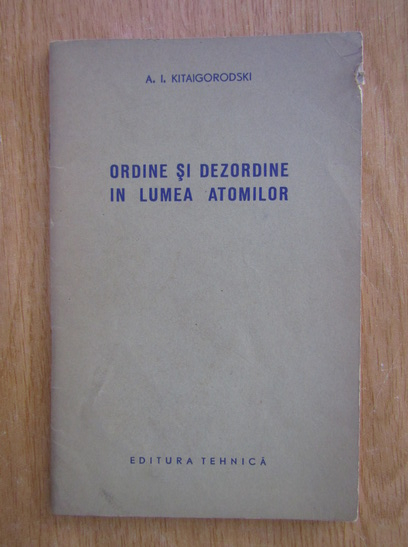 A. I. KITAIGORODSKI
ORDINE ŞI DEZORDINE
IN LUMEA ATOMILOR
EDITURA TEHNICĂ